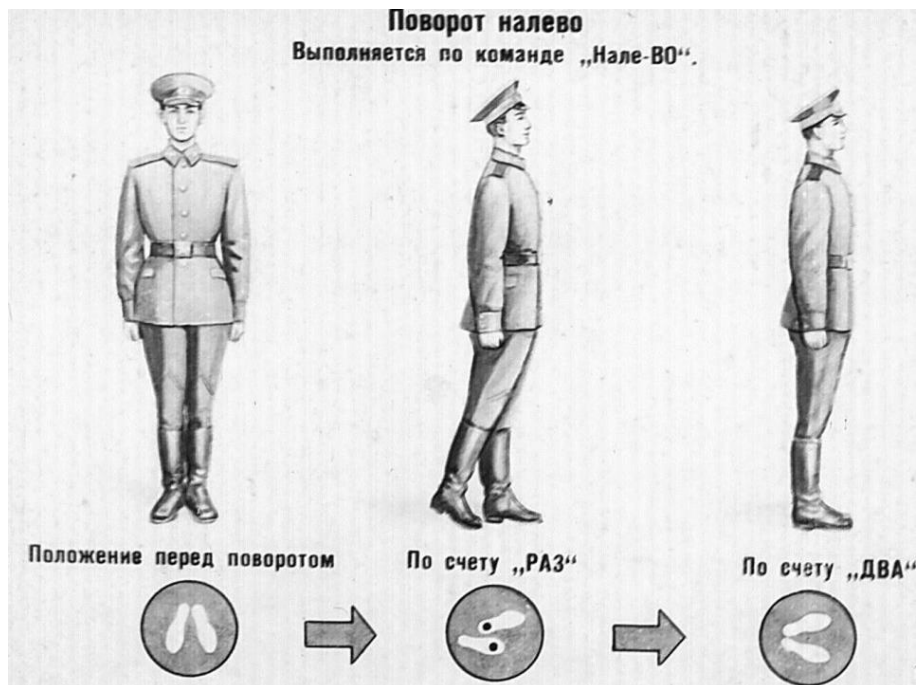 Поворот налево
Выполняется по команде „Нале-ВО“.
Положение перед поворотом
По счету „РАЗ“
По счету „ДВА“